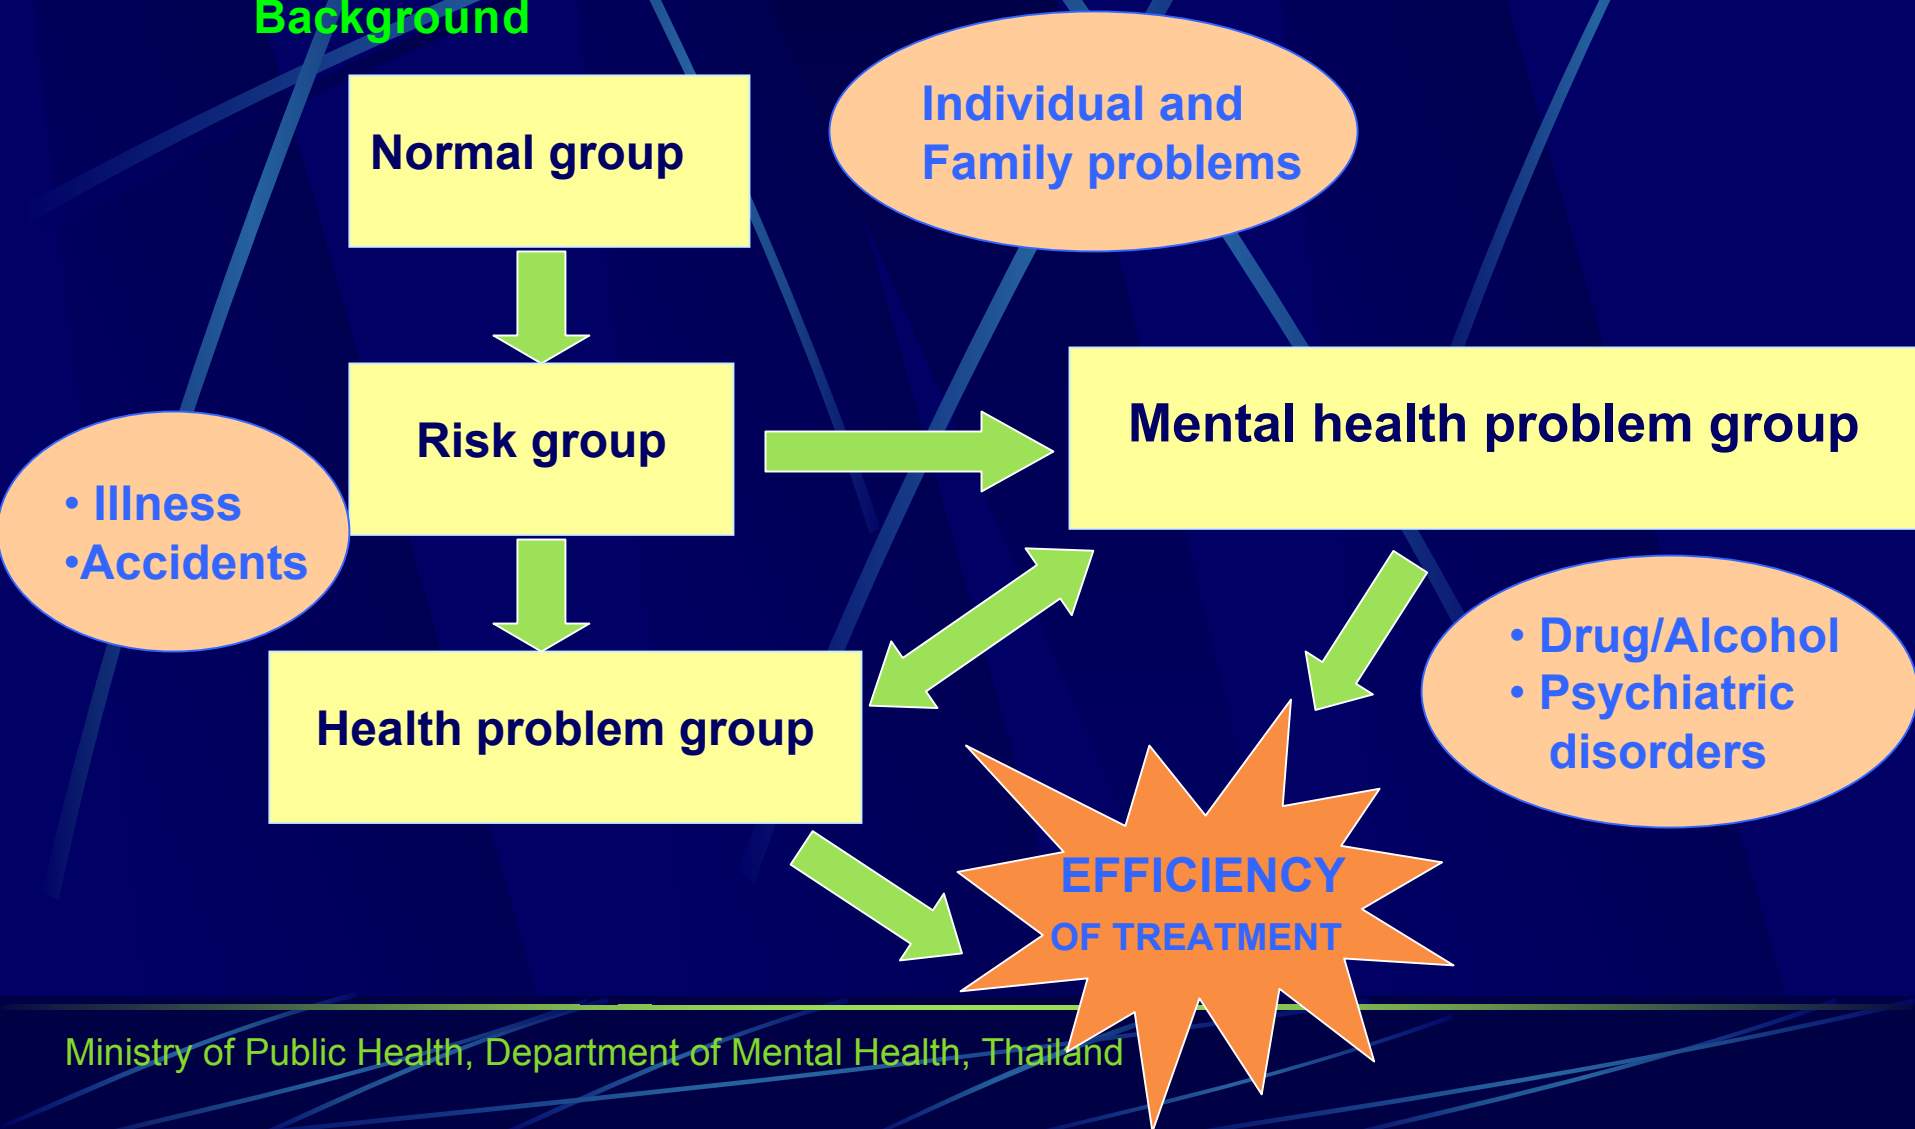 Background
Normal group
Individual and
Family problems
Risk group
Mental health problem group
• Illness
•Accidents
Health problem group
• Drug/Alcohol
• Psychiatric
disorders
EFFICIENCY
OF TREATMENT
Ministry of Public Health, Department of Mental Health, Thailand